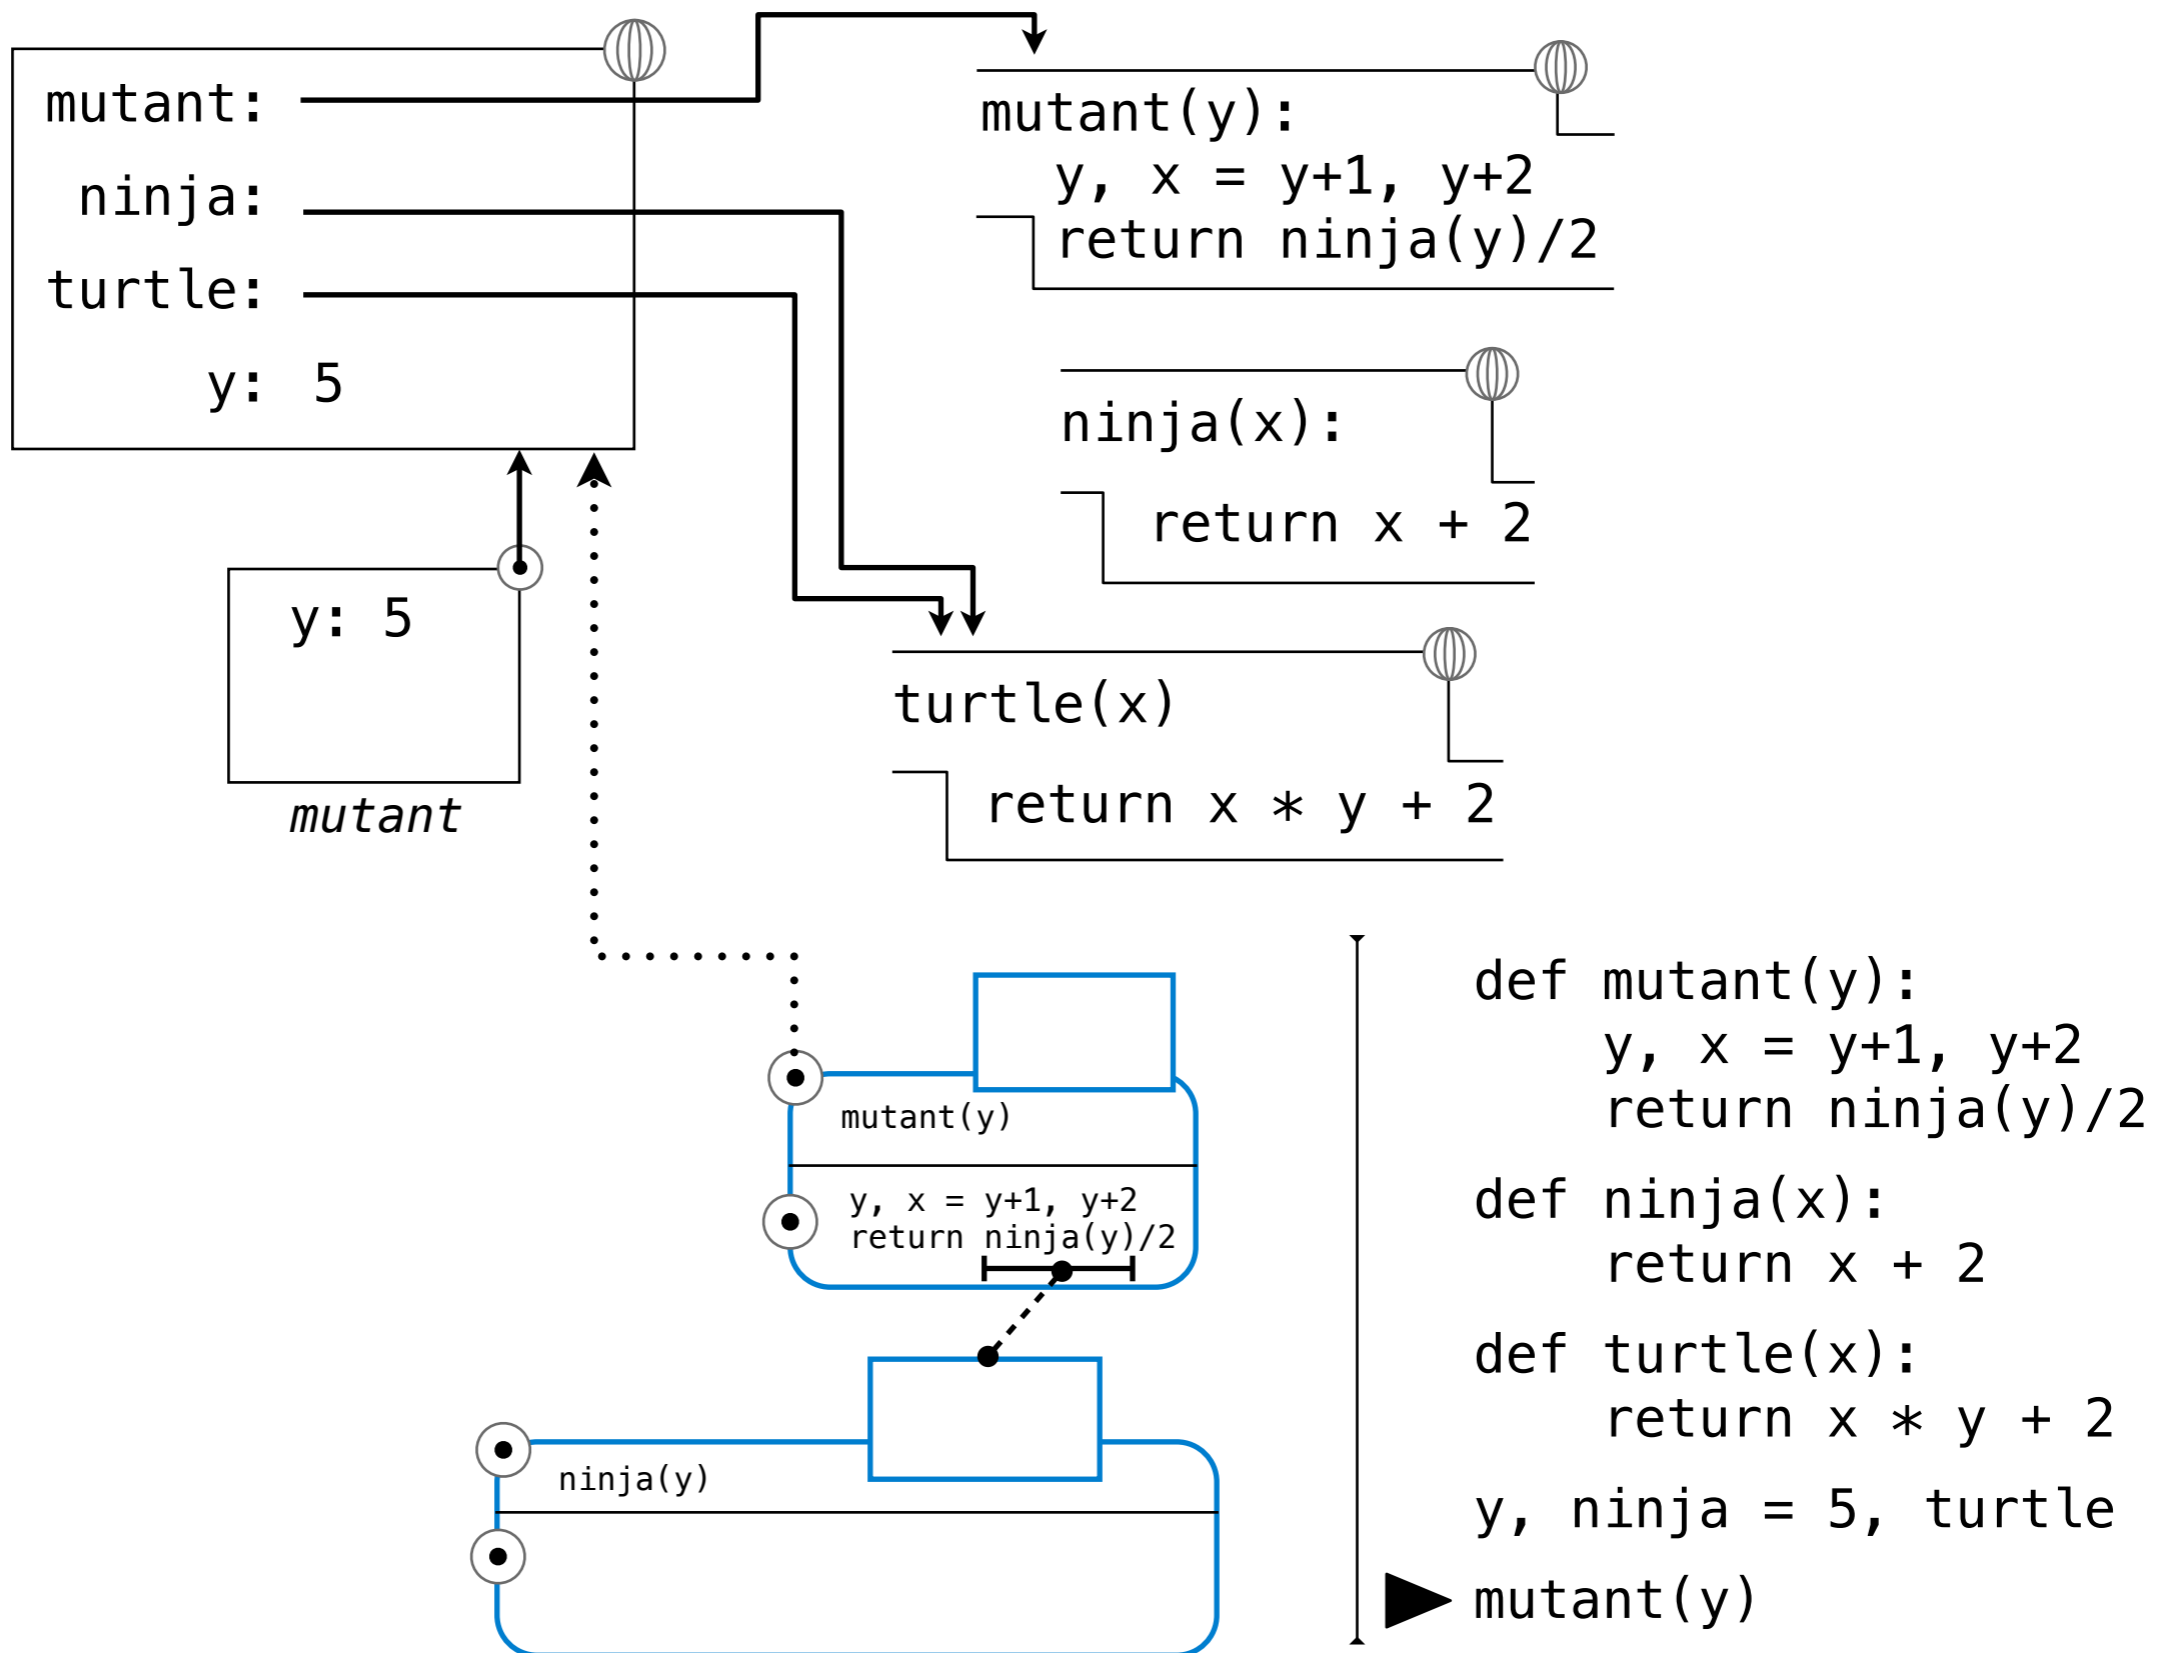 mutant:
ninja:
turtle:
y: 5
mutant(y):
y, x = y+1, y+2
return ninja(y)/2
ninja(x):
return x + 2
y: 5
mutant
turtle(x)
return x * y + 2
mutant(y)
y, x = y+1, y+2
return ninja(y)/2
ninja(y)
def mutant(y):
y, x = y+1, y+2
return ninja(y)/2
def ninja(x):
return x + 2
def turtle(x):
return x * y + 2
y, ninja = 5, turtle
mutant(y)